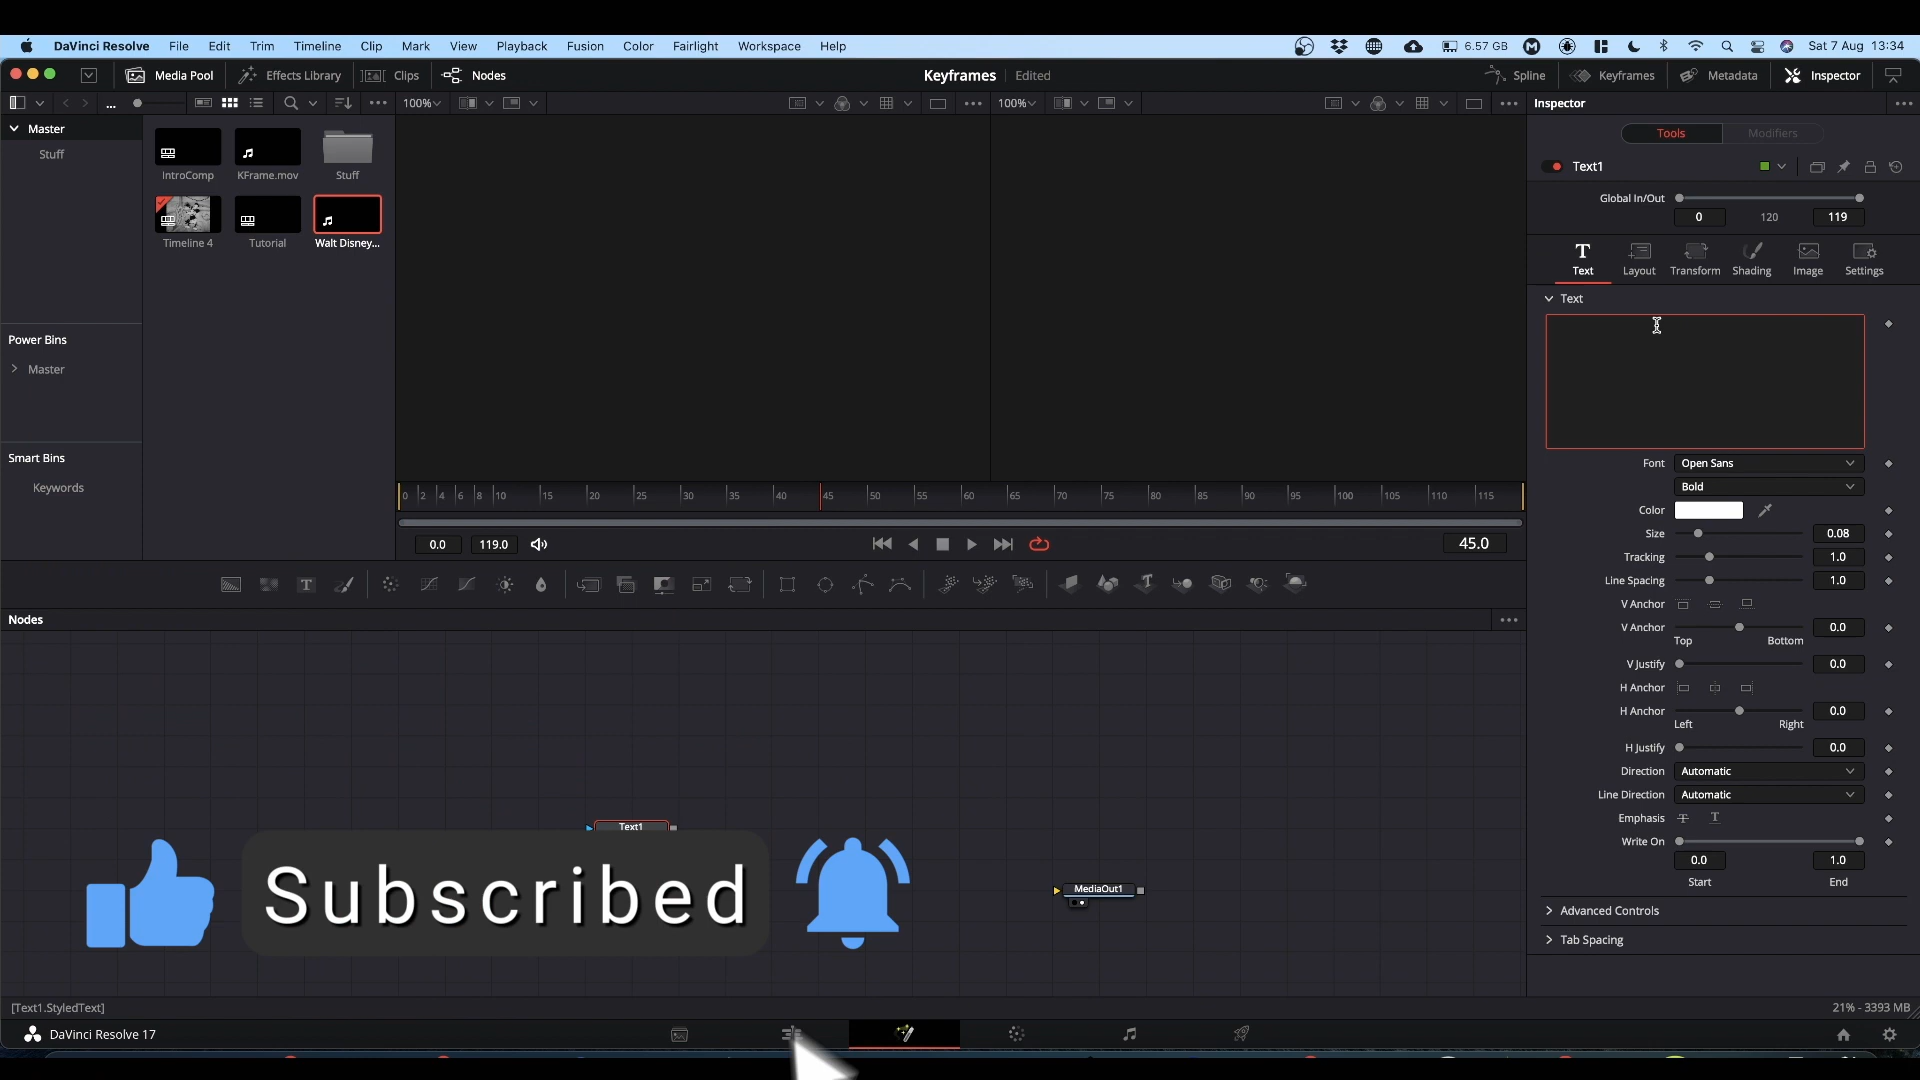 DaVinci Resolve File Edit Trim Timeline Clip Mark View Playback Fusion Color Fairlight Workspace Help 6.57 GB Sat 7 Aug 13:34
Media Pool Effects Library Clips Nodes Keyframes Edited Spline Keyframes Metadata Inspector
100% 100% Inspector
Master
Stuff
IntroComp KFrame.mov Stuff
Timeline 4 Tutorial Walt Disney...
Power Bins
Master
Smart Bins
Keywords
0 2 4 6 8 10 15 20 25 30 35 40 45 50 55 60 65 70 75 80 85 90 95 100 105 110 115
0.0 119.0 45.0
Nodes
Text1
MediaOut1
Subscribed
Tools Modifiers
Text1
Global In/Out
0 120 119
Text Layout Transform Shading Image Settings
Text
Font Open Sans
Bold
Color
Size 0.08
Tracking 1.0
Line Spacing 1.0
V Anchor
V Anchor 0.0
Top Bottom
V Justify 0.0
H Anchor
H Anchor 0.0
Left Right
H Justify 0.0
Direction Automatic
Line Direction Automatic
Emphasis
Write On
0.0 1.0
Start End
Advanced Controls
Tab Spacing
[Text1.StyledText] 21% - 3393 MB
DaVinci Resolve 17